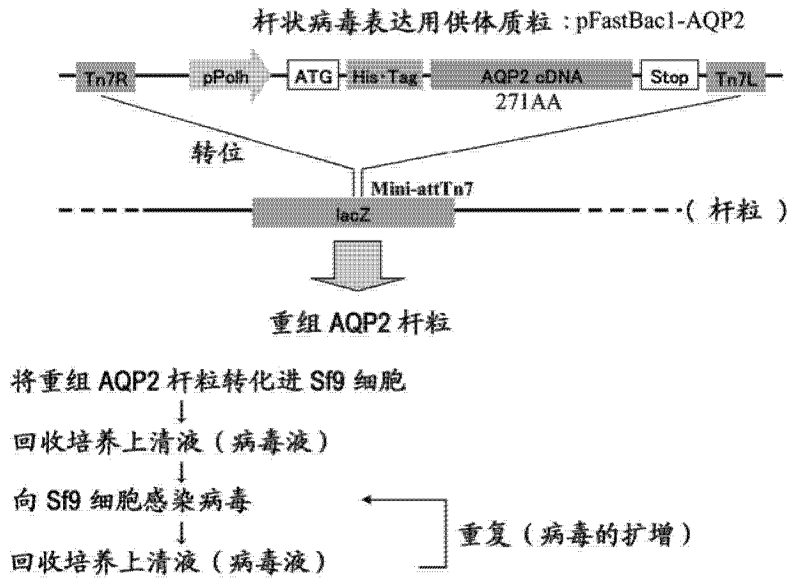 杆状病毒表达用供体质粒：pFastBac1-AQP2
Tn7R pPolh ATG His·Tag AQP2 cDNA Stop Tn7L
271AA
转位
Mini-attTn7
lacZ
（杆粒）
重组 AQP2 杆粒
将重组 AQP2 杆粒转化进 Sf9 细胞
↓
回收培养上清液（病毒液）
↓
向 Sf9 细胞感染病毒
↓
重复（病毒的扩增）
回收培养上清液（病毒液）